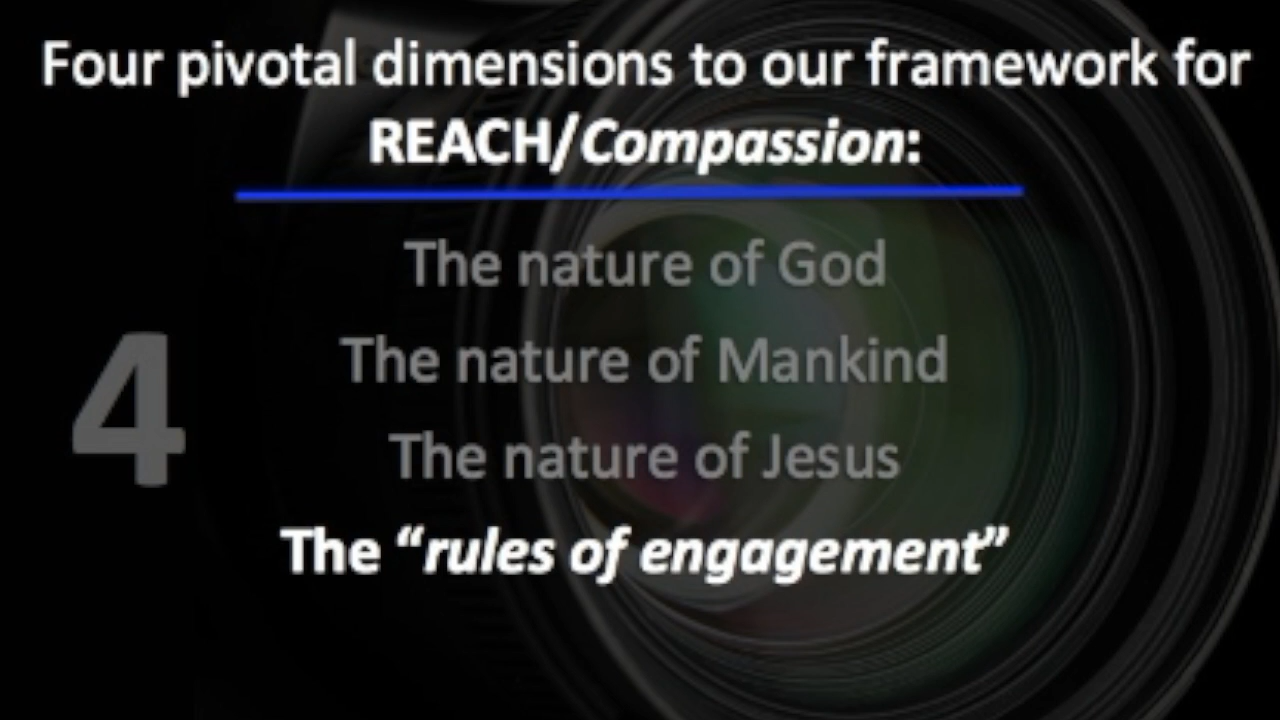 Four pivotal dimensions to our framework for
REACH/Compassion:
The nature of God
The nature of Mankind
4
The nature of Jesus
The “rules of engagement”